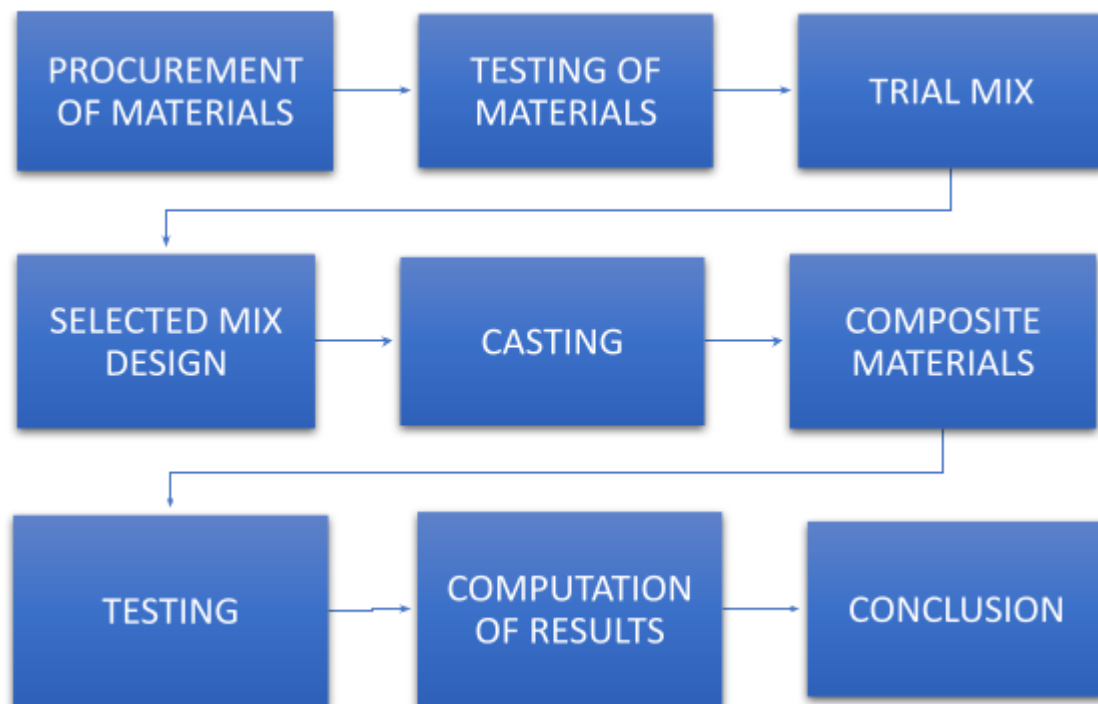 PROCUREMENT
OF MATERIALS
TESTING OF
MATERIALS
TRIAL MIX
SELECTED MIX
DESIGN
CASTING
COMPOSITE
MATERIALS
TESTING
COMPUTATION
OF RESULTS
CONCLUSION